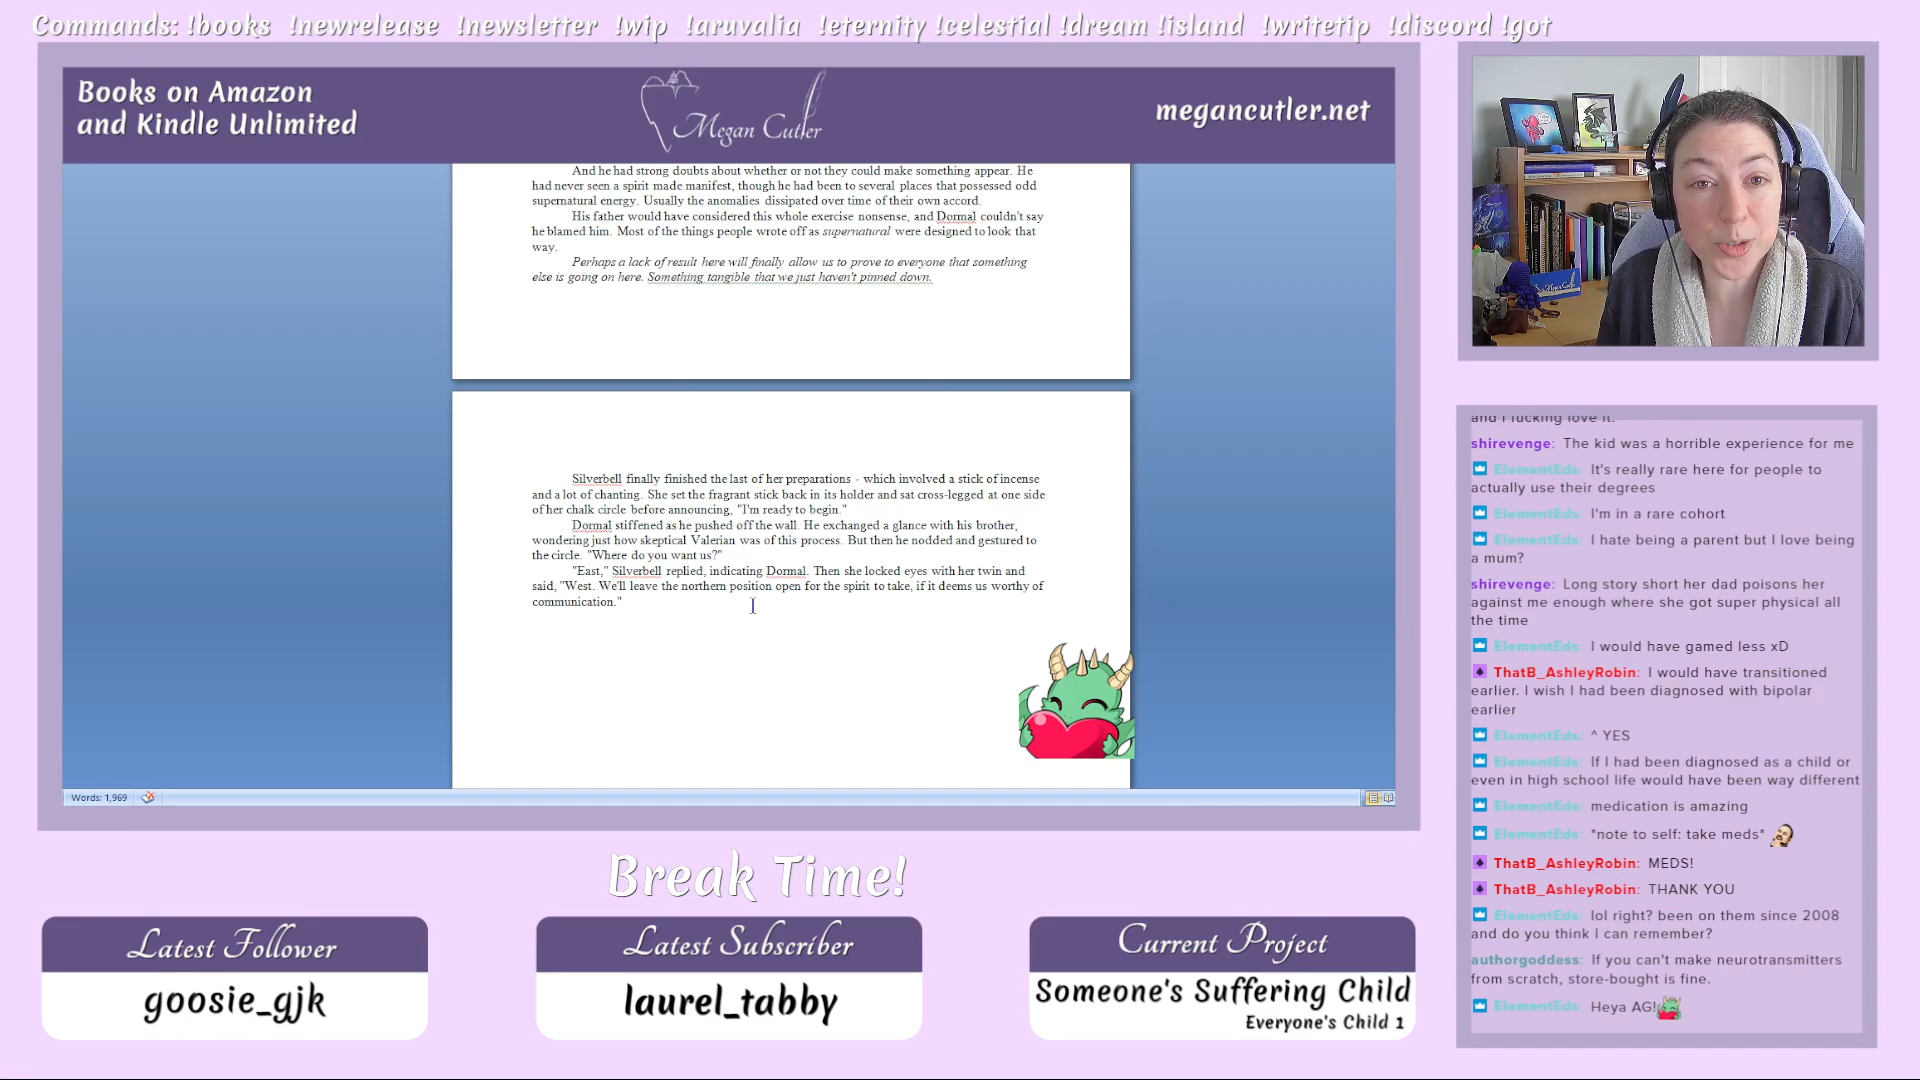 Commands: !books !newrelease !newsletter !wip !aruvalia !eternity !celestial !dream !island !writetip !discord !got
Books on Amazon
and Kindle Unlimited
Megan Cutler
megancutler.net
And he had strong doubts about whether or not they could make something appear. He
had never seen a spirit made manifest, though he had been to several places that possessed odd
supernatural energy. Usually the anomalies dissipated over time of their own accord.
His father would have considered this whole exercise nonsense, and Dormal couldn't say
he blamed him. Most of the things people wrote off as supernatural were designed to look that
way.
Perhaps a lack of result here will finally allow us to prove to everyone that something
else is going on here. Something tangible that we just haven't pinned down.
Silverbell finally finished the last of her preparations - which involved a stick of incense
and a lot of chanting. She set the fragrant stick back in its holder and sat cross-legged at one side
of her chalk circle before announcing, "I'm ready to begin."
Dormal stiffened as he pushed off the wall. He exchanged a glance with his brother,
wondering just how skeptical Valerian was of this process. But then he nodded and gestured to
the circle. "Where do you want us?"
"East," Silverbell replied, indicating Dormal. Then she locked eyes with her twin and
said, "West. We'll leave the northern position open for the spirit to take, if it deems us worthy of
communication."
Words: 1,969
Break Time!
Latest Follower
goosie_gjk
Latest Subscriber
laurel_tabby
Current Project
Someone's Suffering Child
Everyone's Child 1
and I fucking love it.
shirevenge: The kid was a horrible experience for me
ElementEds: It's really rare here for people to
actually use their degrees
ElementEds: I'm in a rare cohort
ElementEds: I hate being a parent but I love being
a mum?
shirevenge: Long story short her dad poisons her
against me enough where she got super physical all
the time
ElementEds: I would have gamed less xD
ThatB_AshleyRobin: I would have transitioned
earlier. I wish I had been diagnosed with bipolar
earlier
ElementEds: ^ YES
ElementEds: If I had been diagnosed as a child or
even in high school life would have been way different
ElementEds: medication is amazing
ElementEds: *note to self: take meds*
ThatB_AshleyRobin: MEDS!
ThatB_AshleyRobin: THANK YOU
ElementEds: lol right? been on them since 2008
and do you think I can remember?
authorgoddess: If you can't make neurotransmitters
from scratch, store-bought is fine.
ElementEds: Heya AG!